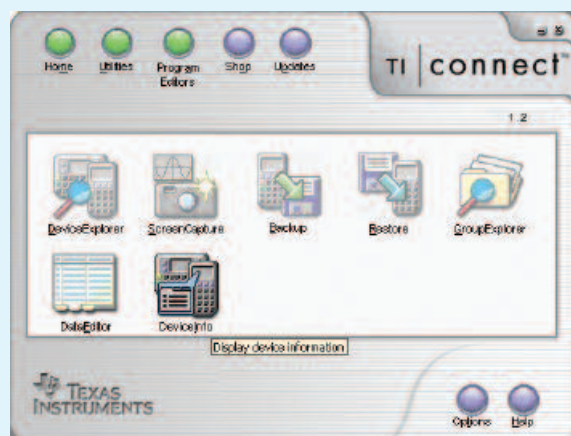 Home Utilities Program Editors Shop Updates
TI connect™
1.2
DeviceExplorer ScreenCapture Backup Restore GroupExplorer
DataEditor DeviceInfo
Display device information
TEXAS
INSTRUMENTS
Options Help